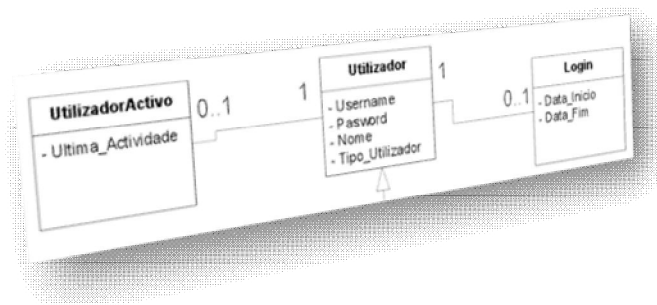 UtilizadorActivo
- Ultima_Actividade
0..1
1
Utilizador
- Username
- Pasword
- Nome
- Tipo_Utilizador
1
0..1
Login
- Data_Inicio
- Data_Fim